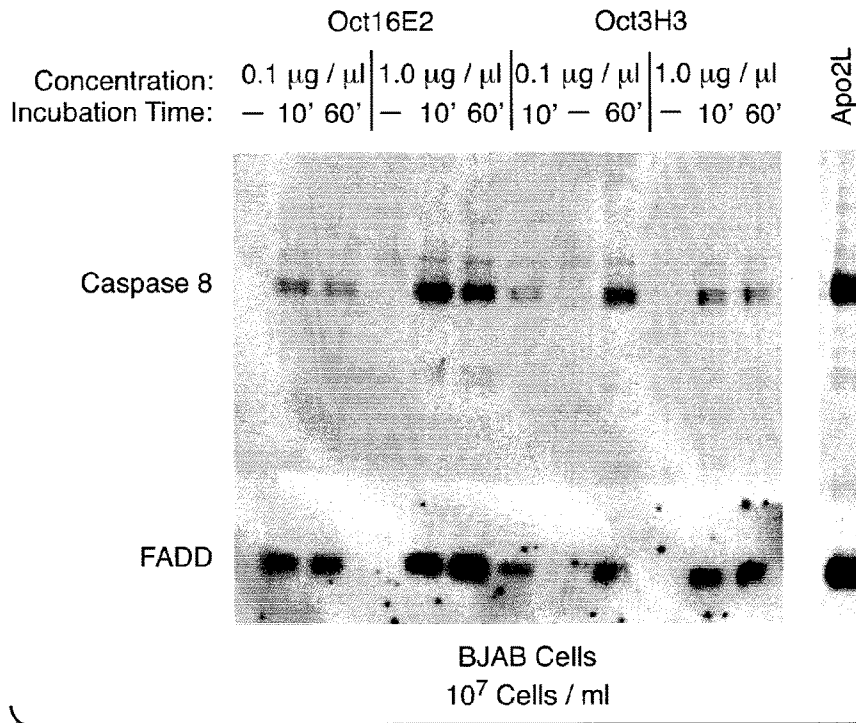 Oct16E2 Oct3H3
Concentration: 0.1 μg / μl 1.0 μg / μl 0.1 μg / μl 1.0 μg / μl
Incubation Time: – 10' 60' – 10' 60' 10' – 60' – 10' 60'
Apo2L
Caspase 8
FADD
BJAB Cells
10⁷ Cells / ml